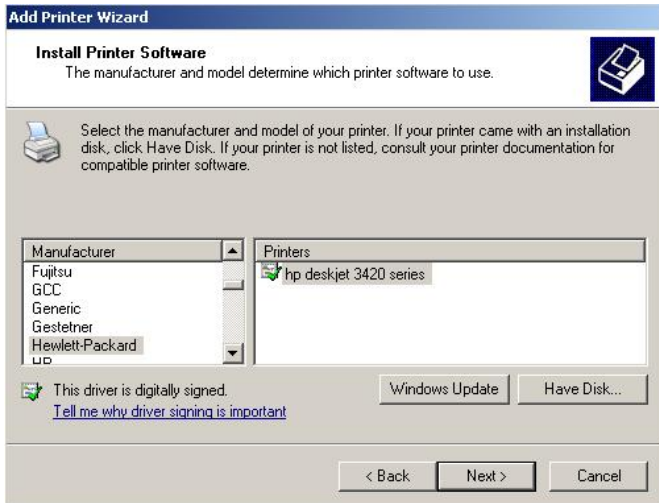 Add Printer Wizard
Install Printer Software
The manufacturer and model determine which printer software to use.
Select the manufacturer and model of your printer. If your printer came with an installation
disk, click Have Disk. If your printer is not listed, consult your printer documentation for
compatible printer software.
Manufacturer
Fujitsu
GCC
Generic
Gestetner
Hewlett-Packard
HP
Printers
hp deskjet 3420 series
This driver is digitally signed.
Tell me why driver signing is important
Windows Update
Have Disk...
< Back
Next >
Cancel